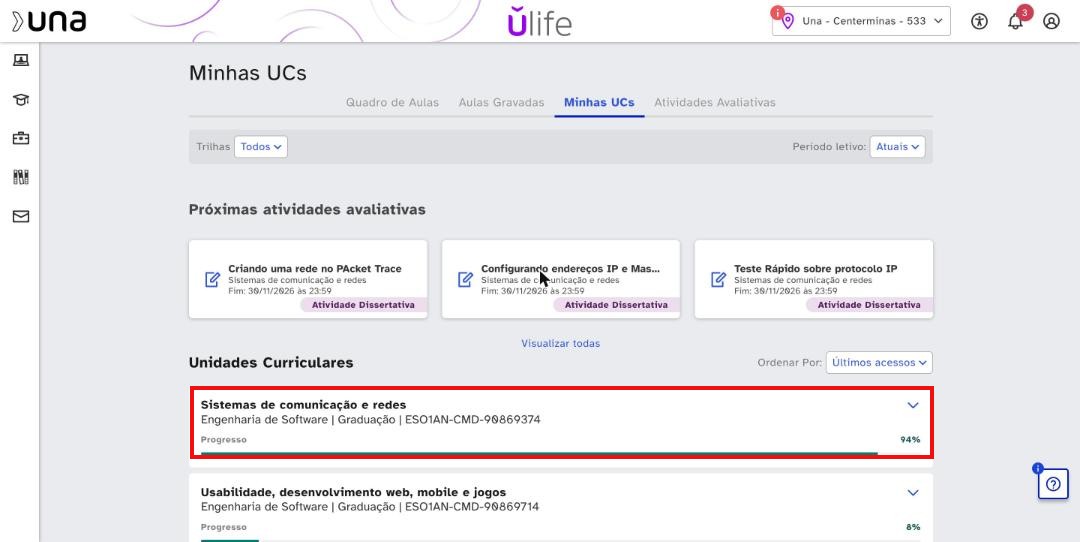 una
ŭlife
Una - Centerminas - 533
3
Minhas UCs
Quadro de Aulas
Aulas Gravadas
Minhas UCs
Atividades Avaliativas
Trilhas
Todos
Período letivo:
Atuais
Próximas atividades avaliativas
Criando uma rede no PAcket Trace
Sistemas de comunicação e redes
Fim: 30/11/2026 às 23:59
Atividade Dissertativa
Configurando endereços IP e Mas...
Sistemas de comunicação e redes
Fim: 30/11/2026 às 23:59
Atividade Dissertativa
Teste Rápido sobre protocolo IP
Sistemas de comunicação e redes
Fim: 30/11/2026 às 23:59
Atividade Dissertativa
Visualizar todas
Unidades Curriculares
Ordenar Por:
Últimos acessos
Sistemas de comunicação e redes
Engenharia de Software | Graduação | ESO1AN-CMD-90869374
Progresso
94%
Usabilidade, desenvolvimento web, mobile e jogos
Engenharia de Software | Graduação | ESO1AN-CMD-90869714
Progresso
8%